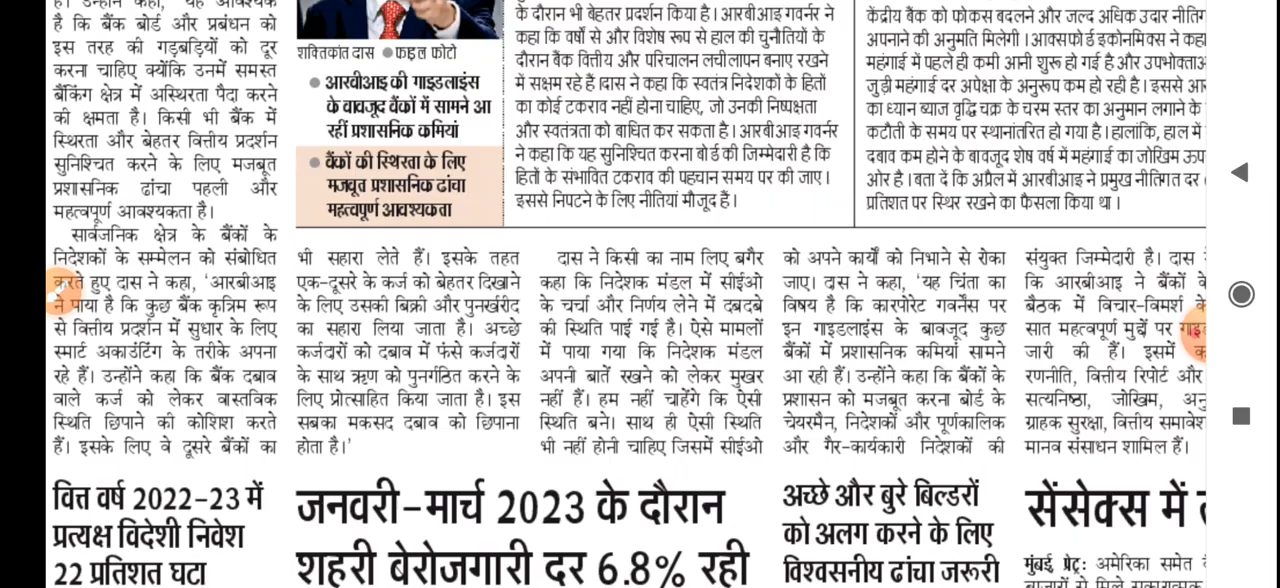 है कि बैंक बोर्ड और प्रबंधन को
इस तरह की गड़बड़ियों को दूर
करना चाहिए क्योंकि उनमें समस्त
बैंकिंग क्षेत्र में अस्थिरता पैदा करने
की क्षमता है। किसी भी बैंक में
स्थिरता और बेहतर वित्तीय प्रदर्शन
सुनिश्चित करने के लिए मजबूत
प्रशासनिक ढांचा पहली और
महत्वपूर्ण आवश्यकता है।
सार्वजनिक क्षेत्र के बैंकों के
निदेशकों के सम्मेलन को संबोधित
करते हुए दास ने कहा, 'आरबीआइ
ने पाया है कि कुछ बैंक कृत्रिम रूप
से वित्तीय प्रदर्शन में सुधार के लिए
स्मार्ट अकाउंटिंग के तरीके अपना
रहे हैं। उन्होंने कहा कि बैंक दबाव
वाले कर्ज को लेकर वास्तविक
स्थिति छिपाने की कोशिश करते
हैं। इसके लिए वे दूसरे बैंकों का
शक्तिकांत दास ● फाइल फोटो
● आरबीआइ की गाइडलाइंस
के वावजूद बैंकों में सामने आ
रहीं प्रशासनिक कमियां
● बैंकों की स्थिरता के लिए
मजबूत प्रशासनिक ढांचा
महत्वपूर्ण आवश्यकता
भी सहारा लेते हैं। इसके तहत
एक-दूसरे के कर्ज को बेहतर दिखाने
के लिए उसकी बिक्री और पुनर्खरीद
का सहारा लिया जाता है। अच्छे
कर्जदारों को दबाव में फंसे कर्जदारों
के साथ ऋण को पुनर्गठित करने के
लिए प्रोत्साहित किया जाता है। इस
सबका मकसद दबाव को छिपाना
होता है।'
के दौरान भी बेहतर प्रदर्शन किया है। आरबीआइ गवर्नर ने
कहा कि वर्षों से और विशेष रूप से हाल की चुनौतियों के
दौरान बैंक वित्तीय और परिचालन लचीलापन बनाए रखने
में सक्षम रहे हैं।दास ने कहा कि स्वतंत्र निदेशकों के हितों
का कोई टकराव नहीं होना चाहिए, जो उनकी निष्पक्षता
और स्वतंत्रता को बाधित कर सकता है। आरबीआइ गवर्नर
ने कहा कि यह सुनिश्चित करना बोर्ड की जिम्मेदारी है कि
हितों के संभावित टकराव की पहचान समय पर की जाए।
इससे निपटने के लिए नीतियां मौजूद हैं।
दास ने किसी का नाम लिए बगैर
कहा कि निदेशक मंडल में सीईओ
के चर्चा और निर्णय लेने में दबदबे
की स्थिति पाई गई है। ऐसे मामलों
में पाया गया कि निदेशक मंडल
अपनी बातें रखने को लेकर मुखर
नहीं हैं। हम नहीं चाहेंगे कि ऐसी
स्थिति बने। साथ ही ऐसी स्थिति
भी नहीं होनी चाहिए जिसमें सीईओ
को अपने कार्यों को निभाने से रोका
जाए। दास ने कहा, 'यह चिंता का
विषय है कि कारपोरेट गवर्नेंस पर
इन गाइडलाइंस के बावजूद कुछ
बैंकों में प्रशासनिक कमियां सामने
आ रही हैं। उन्होंने कहा कि बैंकों के
प्रशासन को मजबूत करना बोर्ड के
चेयरमैन, निदेशकों और पूर्णकालिक
और गैर-कार्यकारी निदेशकों की
केंद्रीय बैंक को फोकस बदलने और जल्द अधिक उदार नीतिग
अपनाने की अनुमति मिलेगी। आक्सफोर्ड इकोनमिक्स ने कहा
महंगाई में पहले ही कमी आनी शुरू हो गई है और उपभोक्ता
जुड़ी महंगाई दर अपेक्षा के अनुरूप कम हो रही है। इससे आर
का ध्यान ब्याज वृद्धि चक्र के चरम स्तर का अनुमान लगाने के
कटौती के समय पर स्थानांतरित हो गया है। हालांकि, हाल में
दबाव कम होने के बावजूद शेष वर्ष में महंगाई का जोखिम ऊप
ओर है। बता दें कि अप्रैल में आरबीआइ ने प्रमुख नीतिगत दर
प्रतिशत पर स्थिर रखने का फैसला किया था।
संयुक्त जिम्मेदारी है। दास
कि आरबीआइ ने बैंकों के
बैठक में विचार-विमर्श के
सात महत्वपूर्ण मुद्दों पर
जारी की हैं। इसमें
रणनीति, वित्तीय रिपोर्ट और
सत्यनिष्ठा, जोखिम, अनु
ग्राहक सुरक्षा, वित्तीय समावेश
मानव संसाधन शामिल हैं।
वित्त वर्ष 2022-23 में
प्रत्यक्ष विदेशी निवेश
22 प्रतिशत घटा
जनवरी-मार्च 2023 के दौरान
शहरी बेरोजगारी दर 6.8% रही
अच्छे और बुरे बिल्डरों
को अलग करने के लिए
विश्वसनीय ढांचा जरूरी
सेंसेक्स में
मुंबई, प्रेट्र: अमेरिका समेत